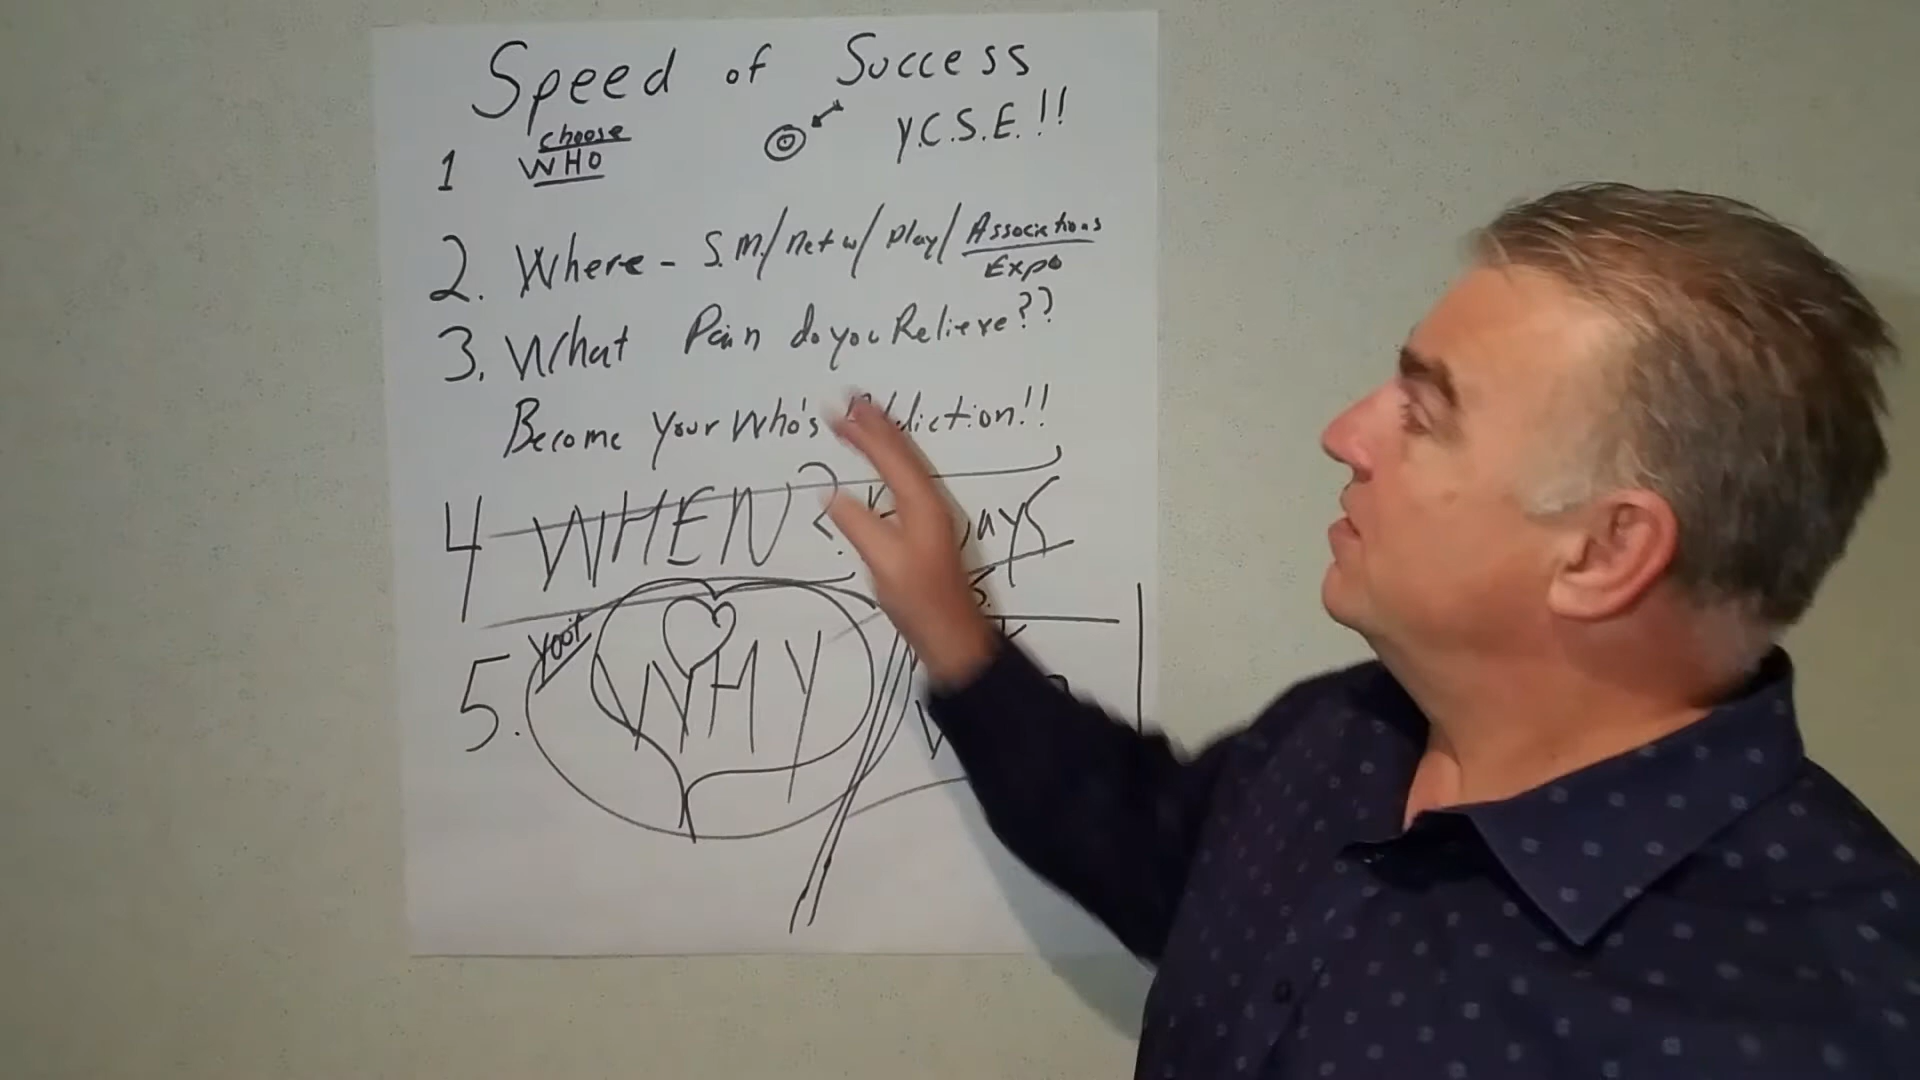 Speed of Success
choose
1 WHO Y.C.S.E.!!
2. Where - S.M./Netw/Play/Associations
Expo
3. What Pain do you Relieve??
Become Your Who's Addiction!!
4 WHEN? Days
5. WHY